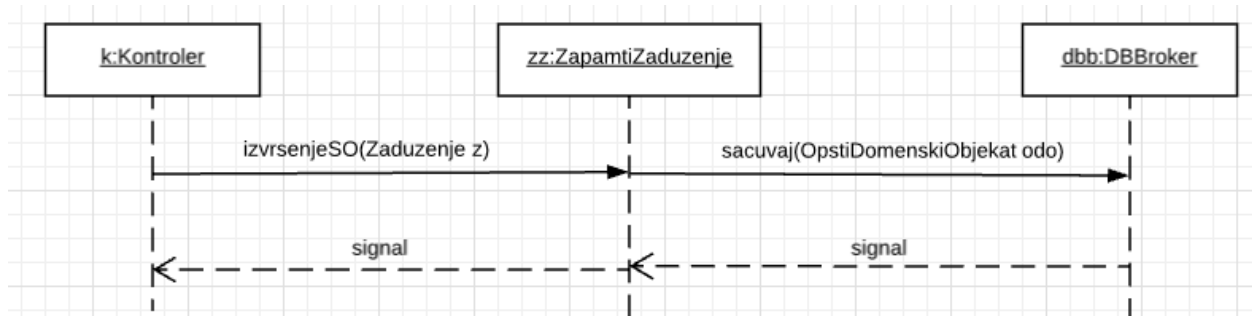 k:Kontroler
zz:ZapamtiZaduzenje
dbb:DBBroker
izvrsenjeSO(Zaduzenje z)
sacuvaj(OpstiDomenskiObjekat odo)
signal
signal